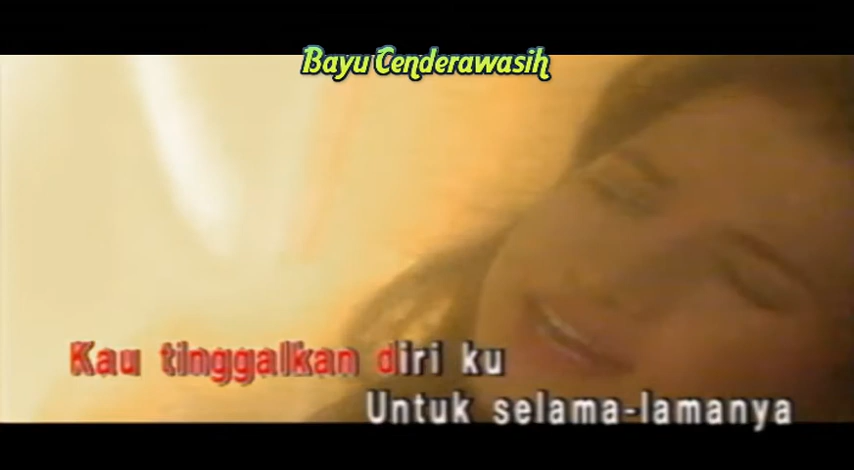 Bayu Cenderawasih
Kau tinggalkan diri ku
Untuk selama-lamanya